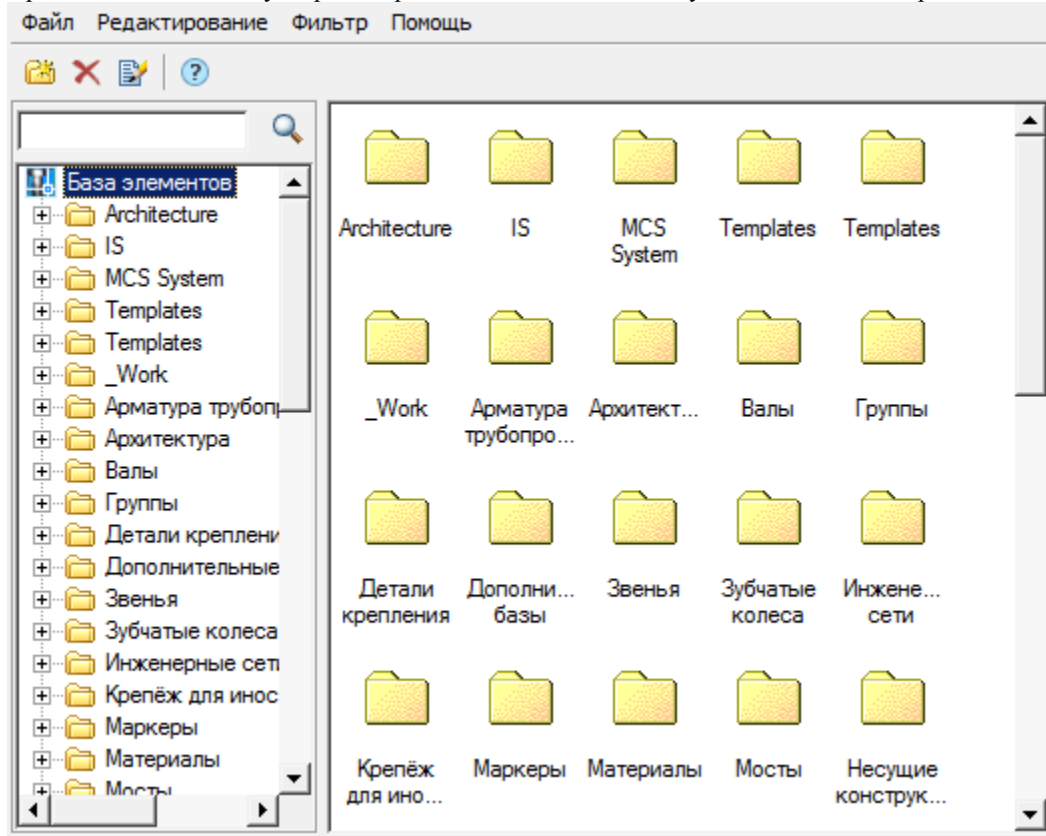 Файл Редактирование Фильтр Помощь
База элементов
Architecture
IS
MCS System
Templates
Templates
_Work
Арматура трубоп
Архитектура
Валы
Группы
Детали креплени
Дополнительные
Звенья
Зубчатые колеса
Инженерные сети
Крепёж для инос
Маркеры
Материалы
Мосты
Architecture IS MCS Templates Templates
System
_Work Арматура Архитект... Валы Группы
трубопро...
Детали Дополни... Звенья Зубчатые Инжене...
крепления базы колеса сети
Крепёж Маркеры Материалы Мосты Несущие
для ино... конструк...